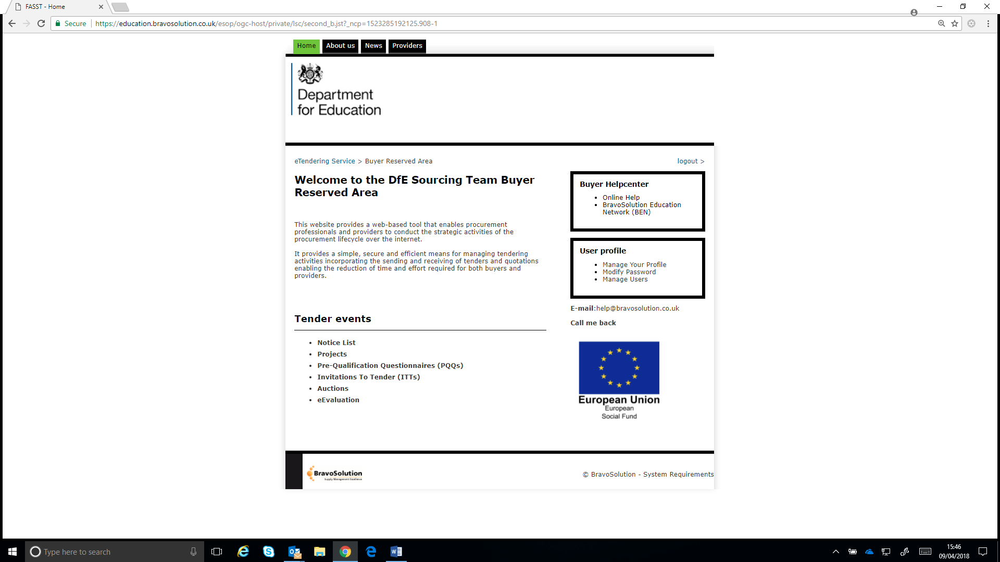 FASST - Home
Secure
https://education.bravosolution.co.uk/esop/ogc-host/private/lsc/second_b.jst?_ncp=1523285192125.908-1
Home
About us
News
Providers
Department
for Education
eTendering Service > Buyer Reserved Area
logout >
Welcome to the DfE Sourcing Team Buyer
Reserved Area
This website provides a web-based tool that enables procurement
professionals and providers to conduct the strategic activities of the
procurement lifecycle over the internet.
It provides a simple, secure and efficient means for managing tendering
activities incorporating the sending and receiving of tenders and quotations
enabling the reduction of time and effort required for both buyers and
providers.
Tender events
• Notice List
• Projects
• Pre-Qualification Questionnaires (PQQs)
• Invitations To Tender (ITTs)
• Auctions
• eEvaluation
Buyer Helpcenter
• Online Help
• BravoSolution Education
Network (BEN)
User profile
• Manage Your Profile
• Modify Password
• Manage Users
E-mail:help@bravosolution.co.uk
Call me back
European Union
European
Social Fund
BravoSolution
Supply Management Excellence
© BravoSolution - System Requirements
Type here to search
15:46
09/04/2018